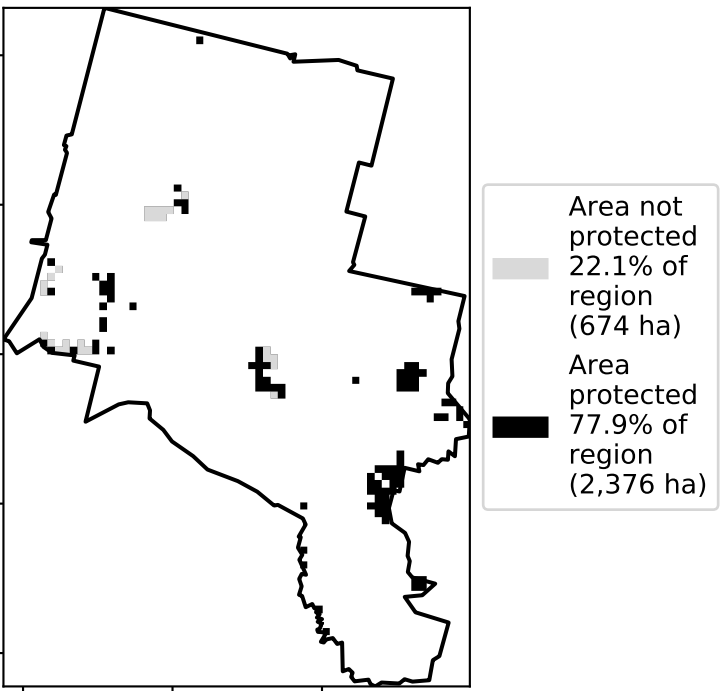 Area not
protected
22.1% of
region
(674 ha)
Area
protected
77.9% of
region
(2,376 ha)